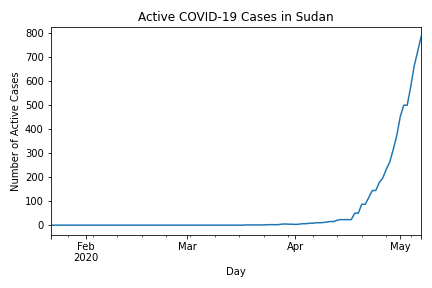 Active COVID-19 Cases in Sudan
Number of Active Cases
800
700
600
500
400
300
200
100
0
Feb
2020
Mar
Apr
May
Day